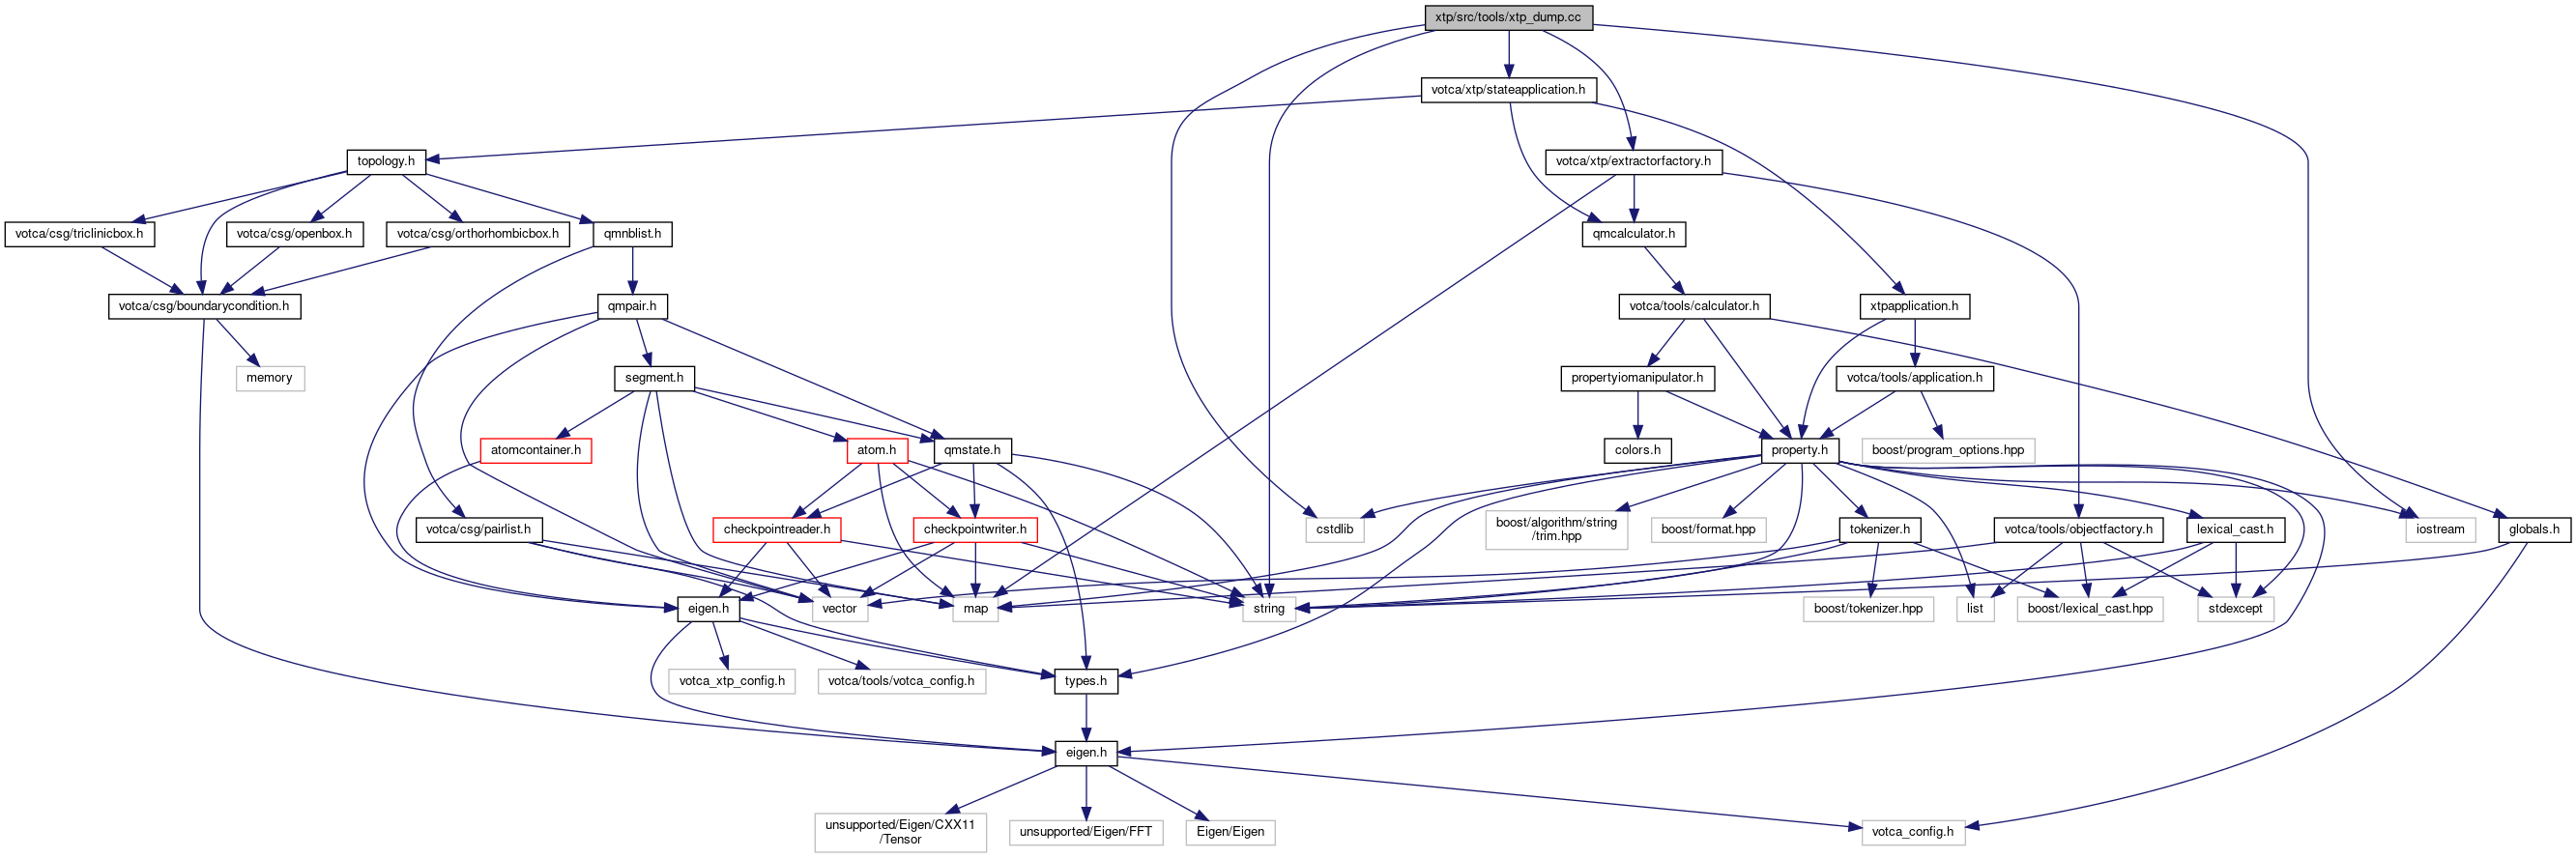 xtp/src/tools/xtp_dump.cc
votca/xtp/stateapplication.h
topology.h
votca/xtp/extractorfactory.h
votca/csg/triclinicbox.h
votca/csg/openbox.h
votca/csg/orthorhombicbox.h
qmnblist.h
qmcalculator.h
votca/csg/boundarycondition.h
qmpair.h
votca/tools/calculator.h
xtpapplication.h
memory
segment.h
propertyiomanipulator.h
votca/tools/application.h
atomcontainer.h
atom.h
qmstate.h
colors.h
property.h
boost/program_options.hpp
votca/csg/pairlist.h
checkpointreader.h
checkpointwriter.h
cstdlib
boost/algorithm/string
/trim.hpp
boost/format.hpp
tokenizer.h
votca/tools/objectfactory.h
lexical_cast.h
iostream
globals.h
eigen.h
vector
map
string
boost/tokenizer.hpp
list
boost/lexical_cast.hpp
stdexcept
votca_xtp_config.h
votca/tools/votca_config.h
types.h
eigen.h
unsupported/Eigen/CXX11
/Tensor
unsupported/Eigen/FFT
Eigen/Eigen
votca_config.h